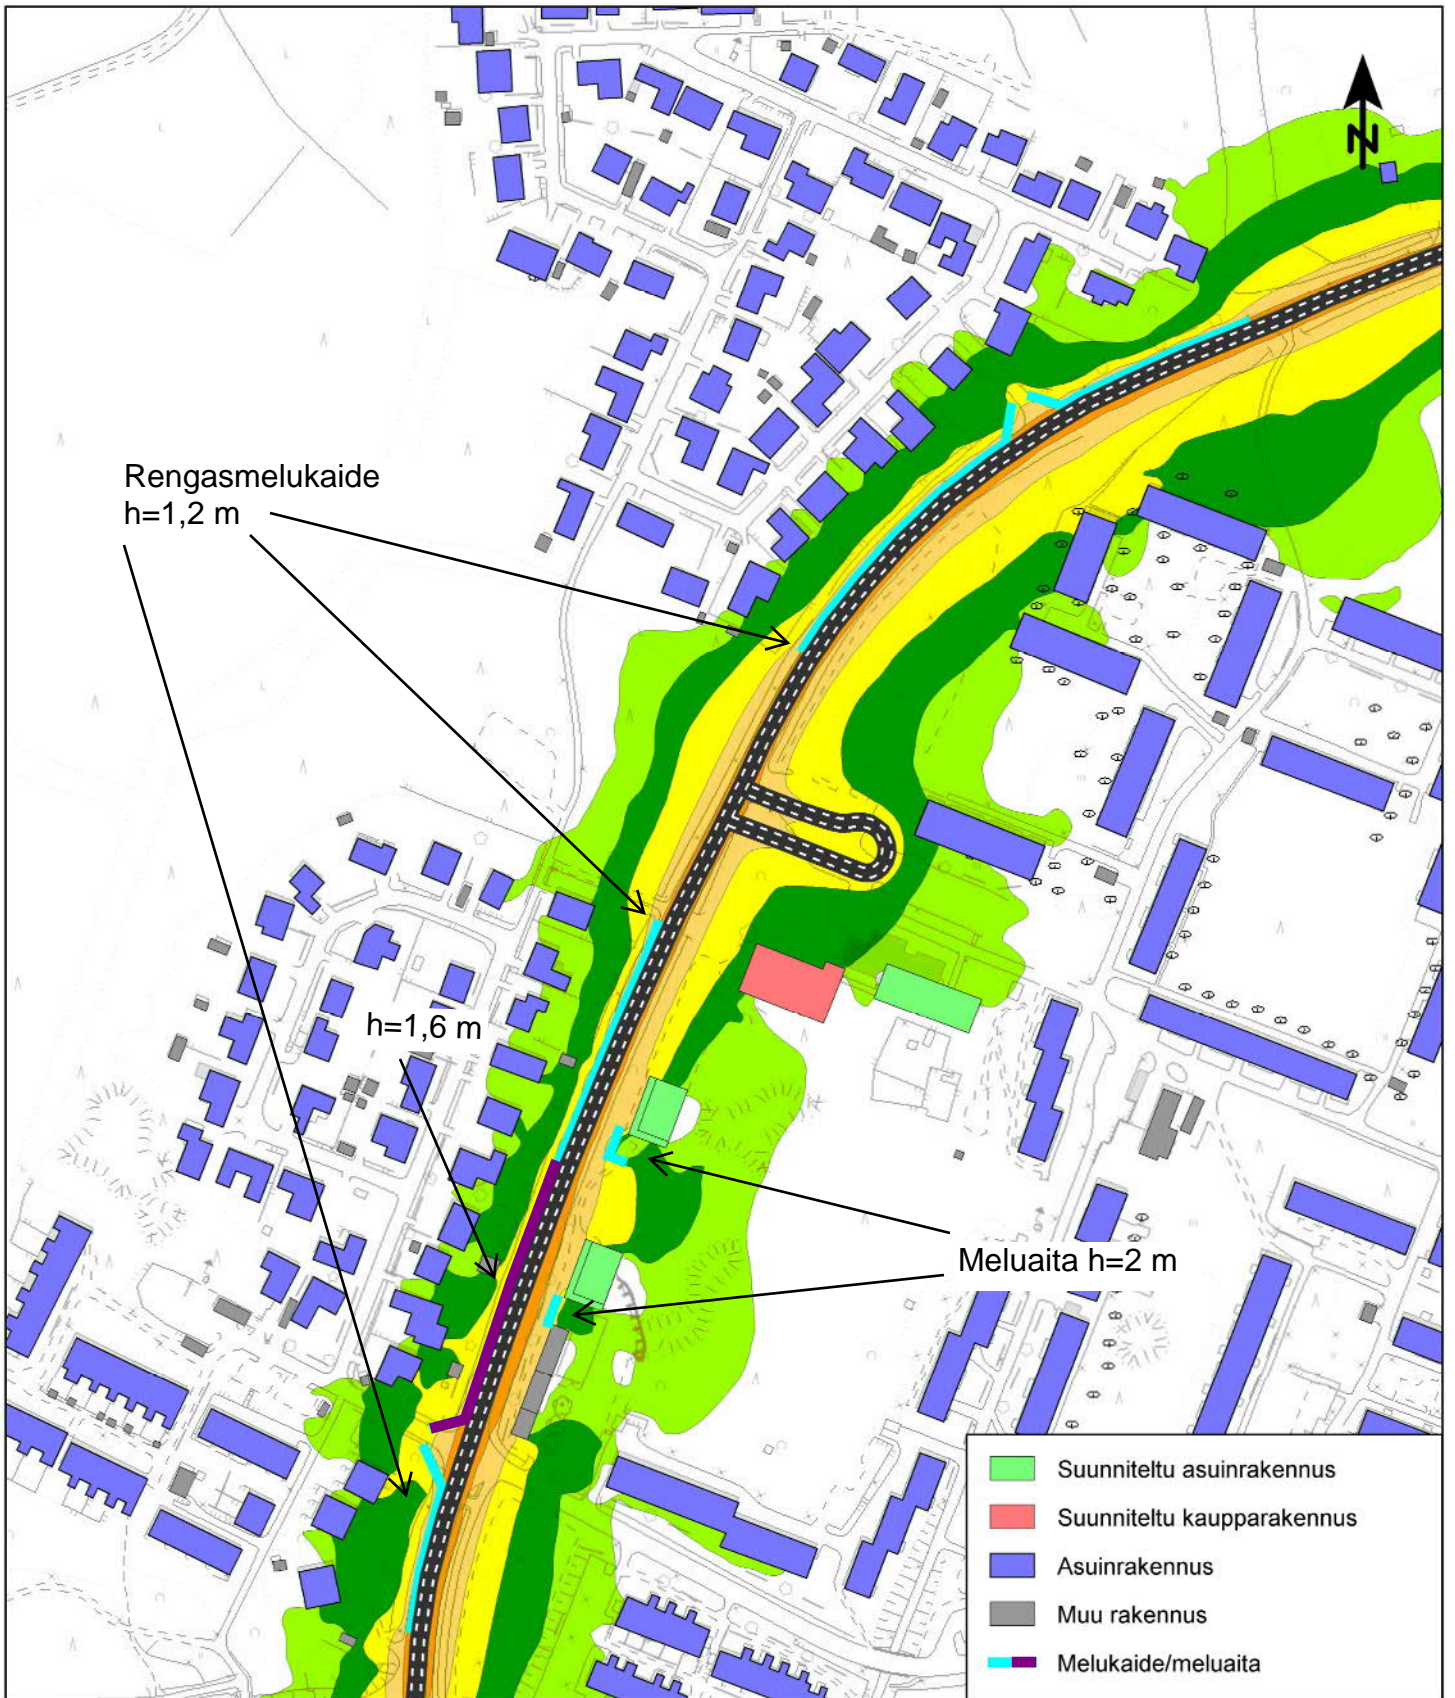 N
Rengasmelukaide
h=1,2 m
h=1,6 m
Meluaita h=2 m
Suunniteltu asuinrakennus
Suunniteltu kaupparakennus
Asuinrakennus
Muu rakennus
Melukaide/meluaita